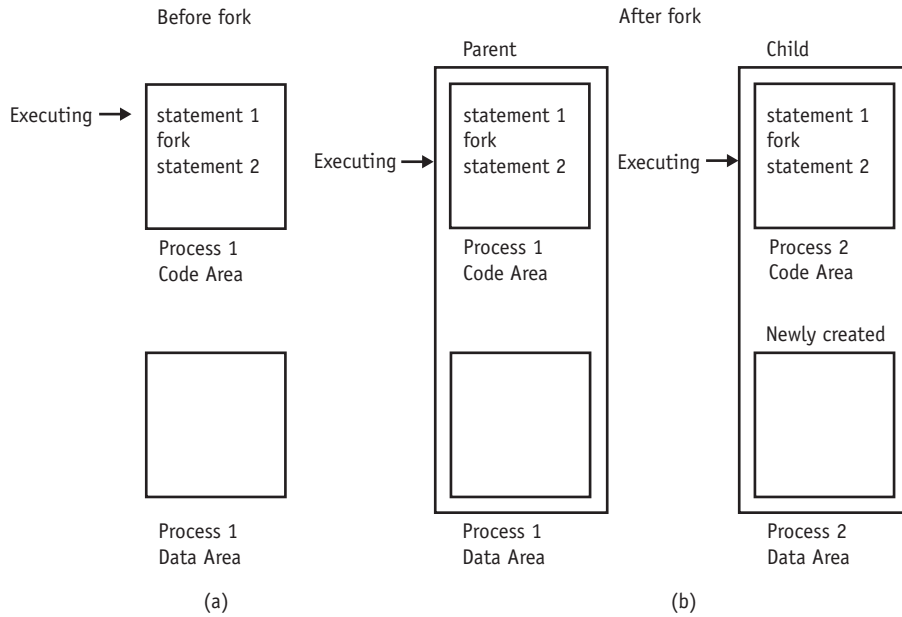 Before fork
After fork
Parent
Child
Executing
statement 1
fork
statement 2
Process 1
Code Area
Process 1
Data Area
(a)
Executing
statement 1
fork
statement 2
Process 1
Code Area
Process 1
Data Area
Executing
statement 1
fork
statement 2
Process 2
Code Area
Newly created
Process 2
Data Area
(b)